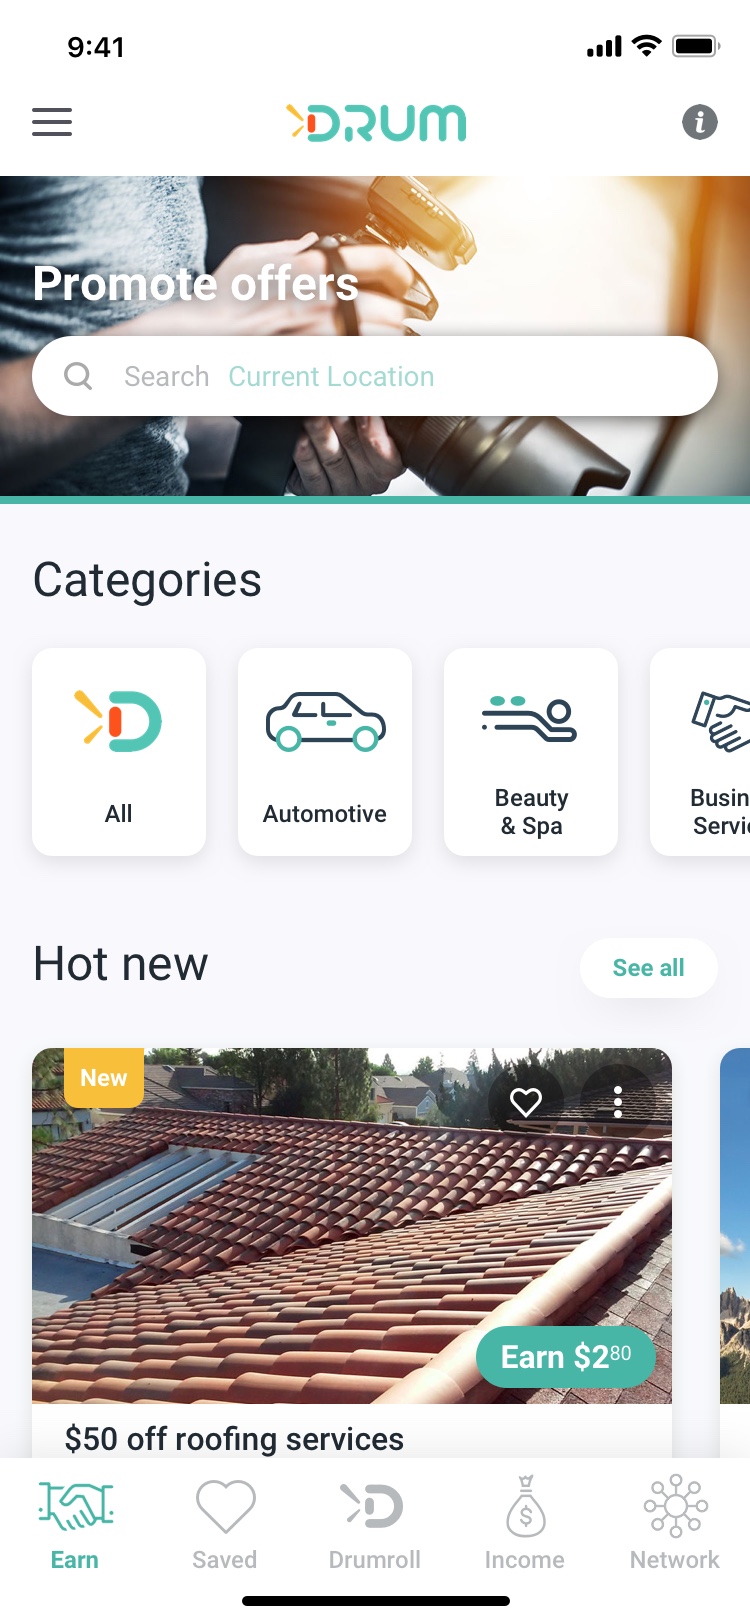 9:41
DRUM
Promote offers
Search Current Location
Categories
All
Automotive
Beauty
& Spa
Busin
Servic
Hot new
See all
New
Earn $2 80
$50 off roofing services
Earn
Saved
Drumroll
Income
Network